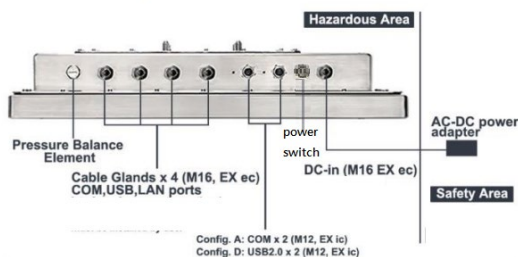 Hazardous Area
AC-DC power
adapter
power
switch
Pressure Balance
Element
Cable Glands x 4 (M16, EX ec)
COM,USB,LAN ports
DC-in (M16 EX ec)
Safety Area
Config. A: COM x 2 (M12, EX ic)
Config. D: USB2.0 x 2 (M12, EX ic)